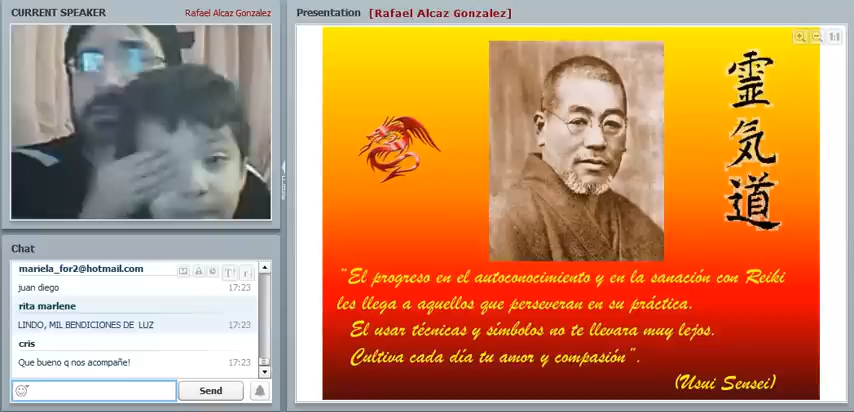 CURRENT SPEAKER
Rafael Alcaz Gonzalez
Presentation [Rafael Alcaz Gonzalez]
1:1
靈
気
道
"El progreso en el autoconocimiento y en la sanación con Reiki
les llega a aquellos que perseveran en su práctica.
El usar técnicas y símbolos no te llevara muy lejos.
Cultiva cada día tu amor y compasión".
(Usui Sensei)
Chat
mariela_for2@hotmail.com
juan diego 17:23
rita marlene
LINDO, MIL BENDICIONES DE LUZ 17:23
cris
Que bueno q nos acompañe! 17:23
Send